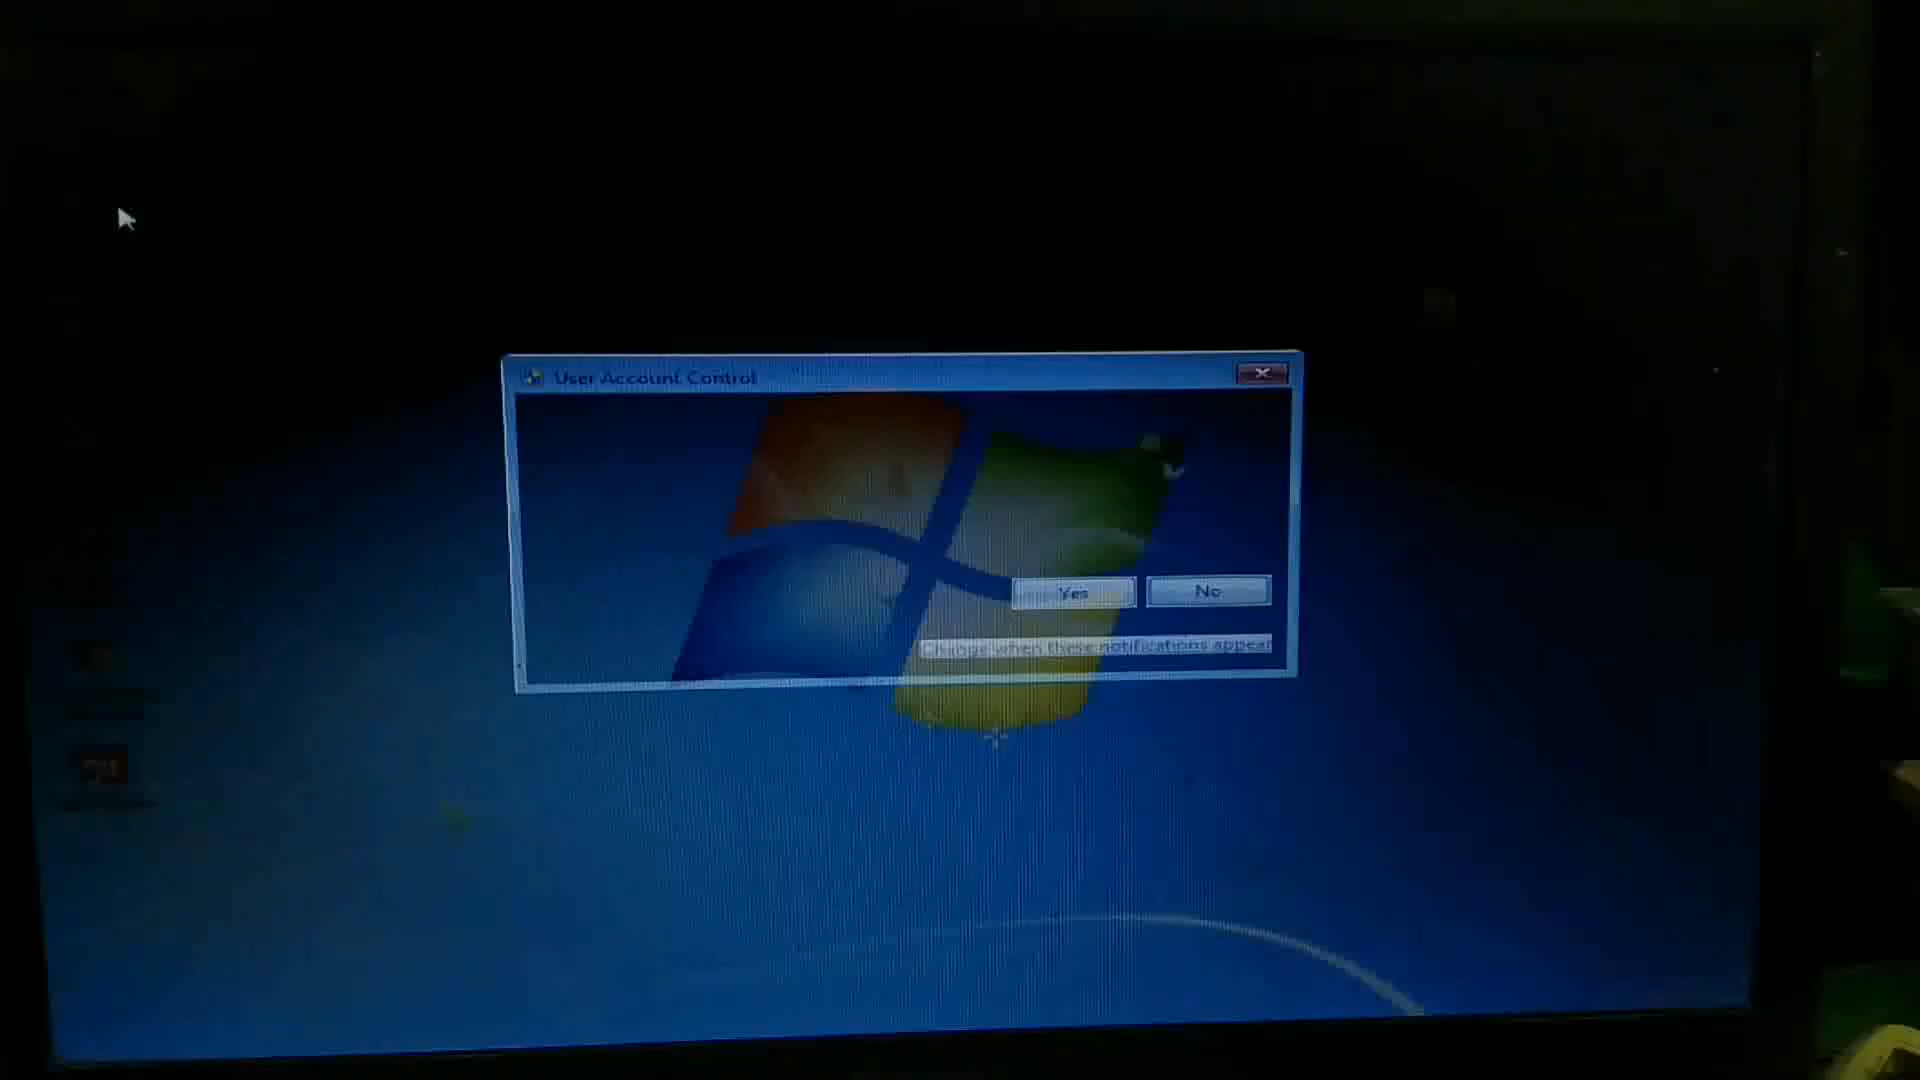 User Account Control
Yes
No
Change when these notifications appear